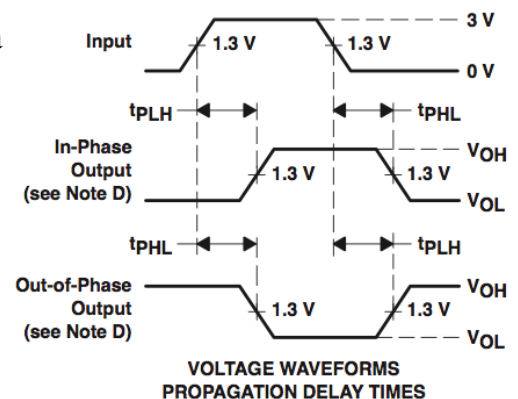 3 V
Input
1.3 V
1.3 V
0 V
tPLH
tPHL
In-Phase
Output
(see Note D)
VOH
1.3 V
1.3 V
VOL
tPHL
tPLH
Out-of-Phase
Output
(see Note D)
VOH
1.3 V
1.3 V
VOL
VOLTAGE WAVEFORMS
PROPAGATION DELAY TIMES